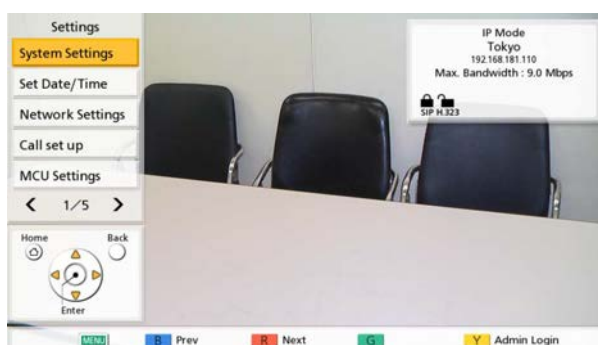 Settings
System Settings
Set Date/Time
Network Settings
Call set up
MCU Settings
1/5
Home
Back
Enter
IP Mode
Tokyo
192.168.181.110
Max. Bandwidth : 9.0 Mbps
SIP H.323
MENU
B Prev
R Next
G
Y Admin Login